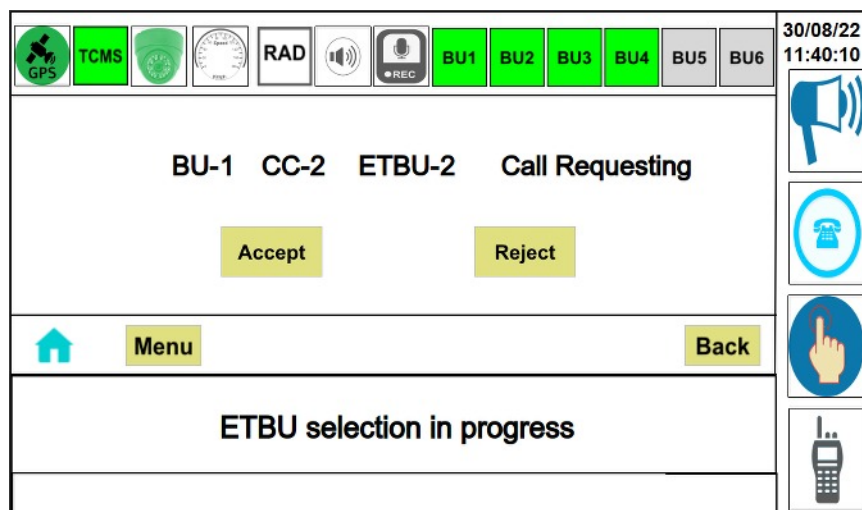 GPS TCMS Speed RAD REC BU1 BU2 BU3 BU4 BU5 BU6
30/08/22
11:40:10
BU-1 CC-2 ETBU-2 Call Requesting
Accept Reject
Menu Back
ETBU selection in progress